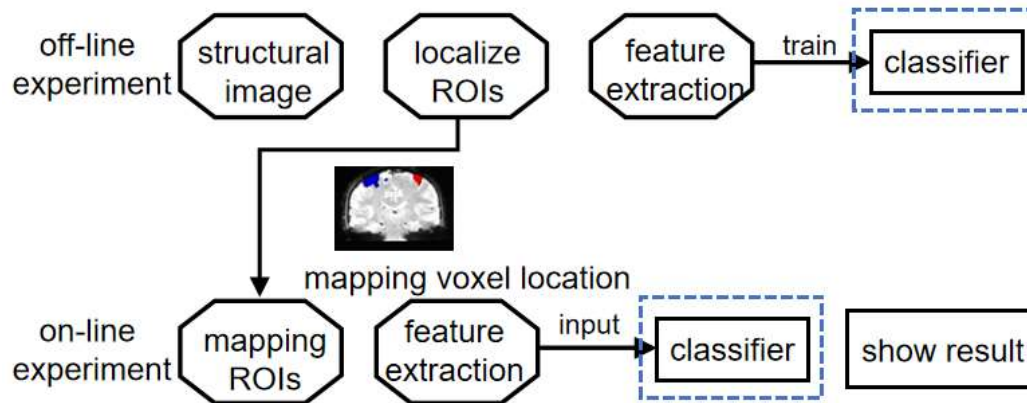 off-line
experiment
structural
image
localize
ROIs
feature
extraction
train
classifier
mapping voxel location
on-line
experiment
mapping
ROIs
feature
extraction
input
classifier
show result